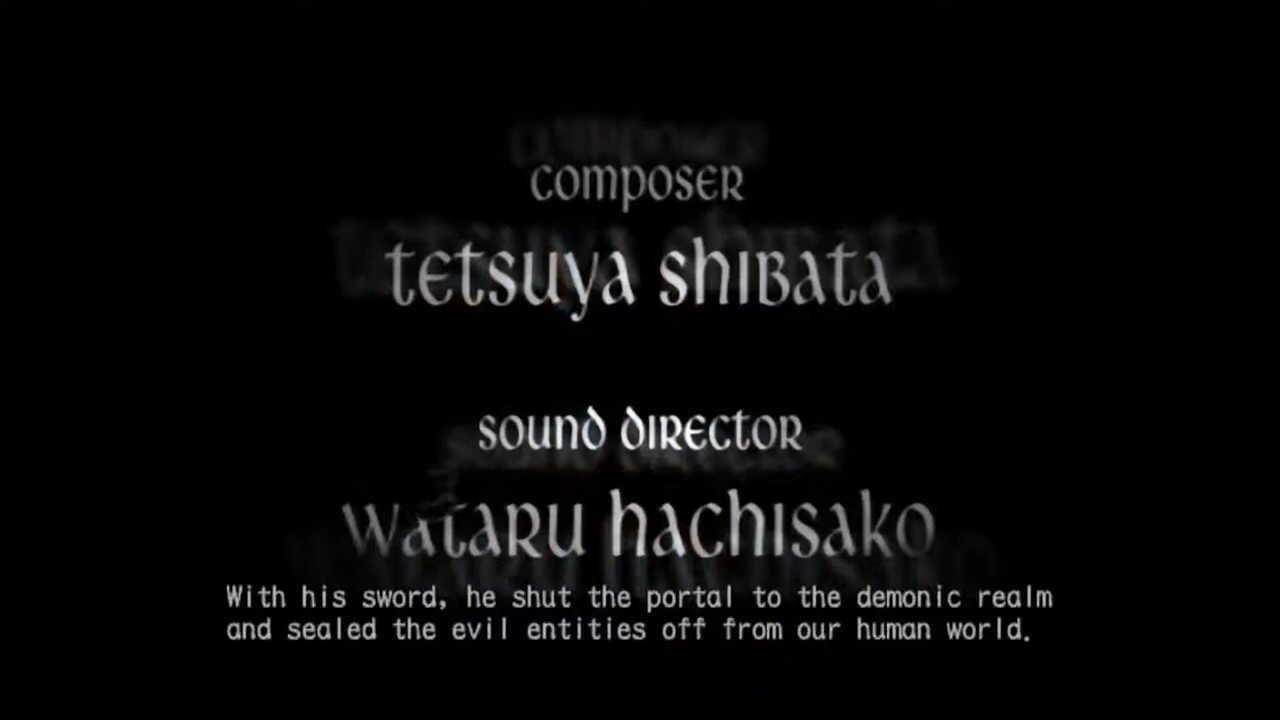 composer
tetsuya shibata
sound director
wataru hachisako
With his sword, he shut the portal to the demonic realm
and sealed the evil entities off from our human world.